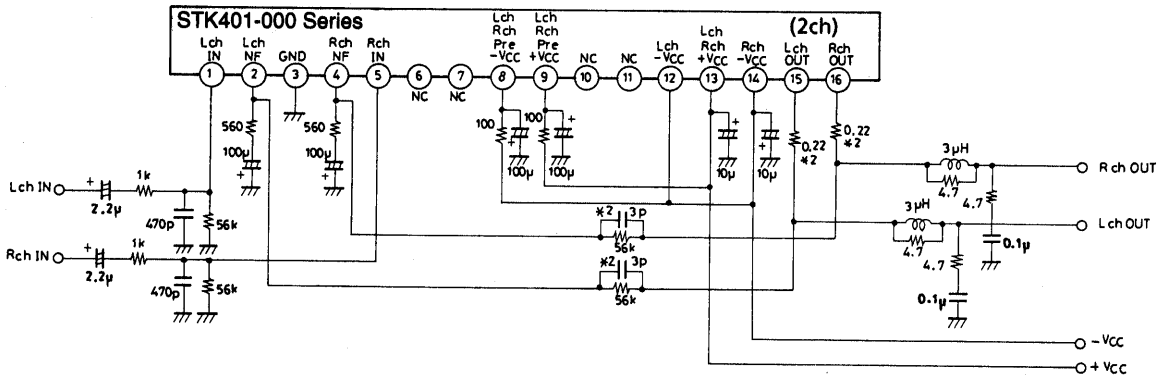 STK401-000 Series
(2ch)
Lch IN
Lch NF
GND
Rch NF
Rch IN
Lch Rch Pre -VCC
Lch Rch Pre +VCC
NC
NC
Lch -VCC
Lch Rch +VCC
Rch -VCC
Lch OUT
Rch OUT
1 2 3 4 5 6 7 8 9 10 11 12 13 14 15 16
NC NC
560
100μ
560
100μ
100
100μ
100
100μ
10μ
10μ
0.22 *2
0.22 *2
3μH
4.7
4.7
0.1μ
R ch OUT
3μH
4.7
4.7
0.1μ
L ch OUT
Lch IN
+
2.2μ
1k
470p
56k
Rch IN
+
2.2μ
1k
470p
56k
*2 3p
56k
*2 3p
56k
-VCC
+VCC